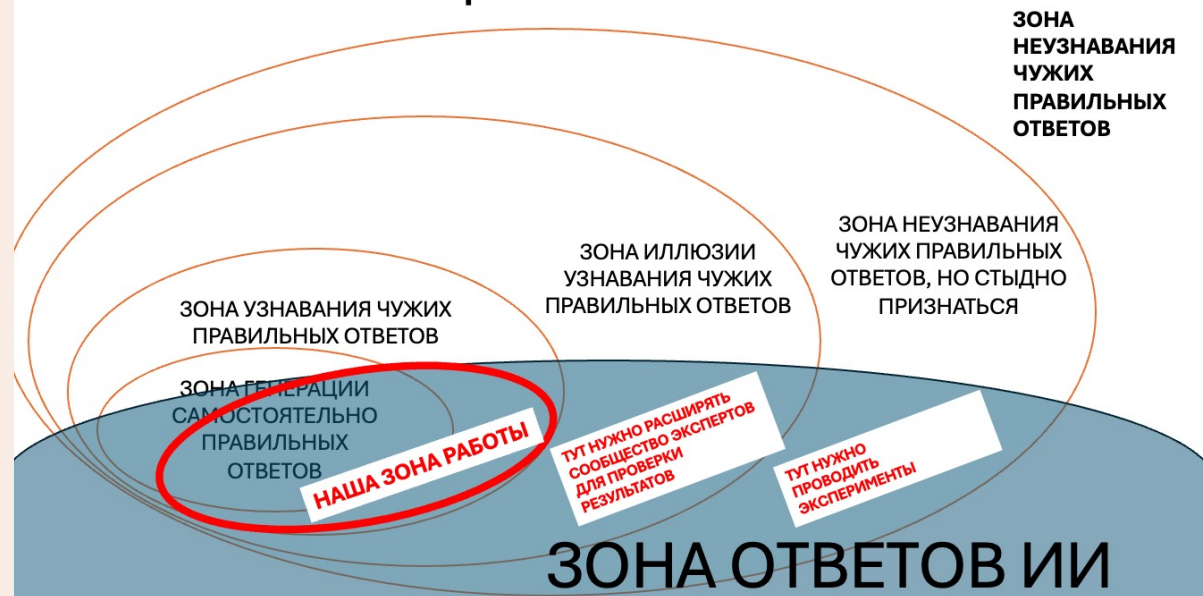 ЗОНА
НЕУЗНАВАНИЯ
ЧУЖИХ
ПРАВИЛЬНЫХ
ОТВЕТОВ
ЗОНА НЕУЗНАВАНИЯ
ЧУЖИХ ПРАВИЛЬНЫХ
ОТВЕТОВ, НО СТЫДНО
ПРИЗНАТЬСЯ
ЗОНА ИЛЛЮЗИИ
УЗНАВАНИЯ ЧУЖИХ
ПРАВИЛЬНЫХ ОТВЕТОВ
ЗОНА УЗНАВАНИЯ ЧУЖИХ
ПРАВИЛЬНЫХ ОТВЕТОВ
ЗОНА ГЕНЕРАЦИИ
САМОСТОЯТЕЛЬНО
ПРАВИЛЬНЫХ
ОТВЕТОВ
НАША ЗОНА РАБОТЫ
ТУТ НУЖНО РАСШИРЯТЬ
СООБЩЕСТВО ЭКСПЕРТОВ
ДЛЯ ПРОВЕРКИ
РЕЗУЛЬТАТОВ
ТУТ НУЖНО
ПРОВОДИТЬ
ЭКСПЕРИМЕНТЫ
ЗОНА ОТВЕТОВ ИИ